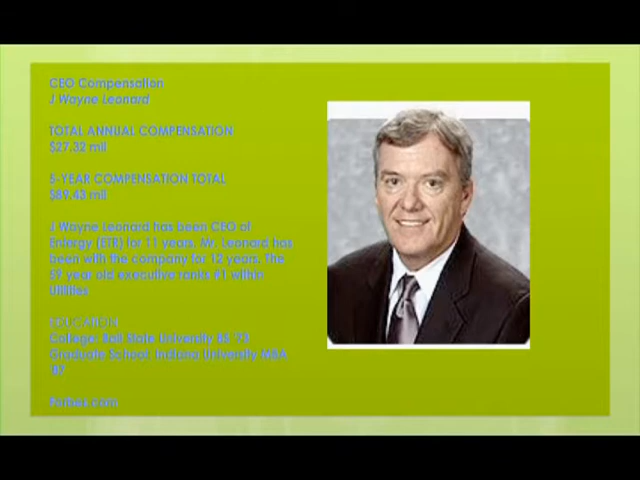 CEO Compensation
J Wayne Leonard
TOTAL ANNUAL COMPENSATION
$27.32 mil
5-YEAR COMPENSATION TOTAL
$89.43 mil
J Wayne Leonard has been CEO of
Entergy (ETR) for 11 years. Mr. Leonard has
been with the company for 12 years. The
59 year old executive ranks #1 within
Utilities
EDUCATION
College: Ball State University BS '73
Graduate School: Indiana University MBA
'87
Forbes.com